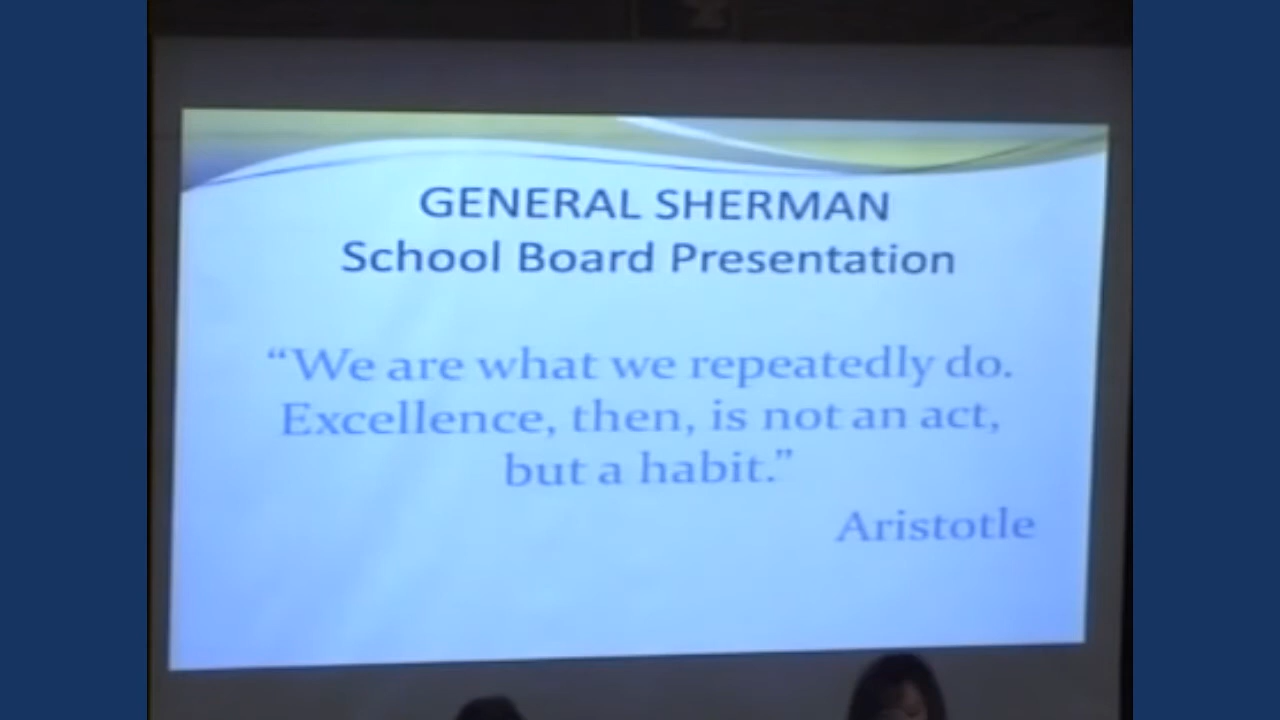 GENERAL SHERMAN
School Board Presentation
“We are what we repeatedly do.
Excellence, then, is not an act,
but a habit.”
Aristotle